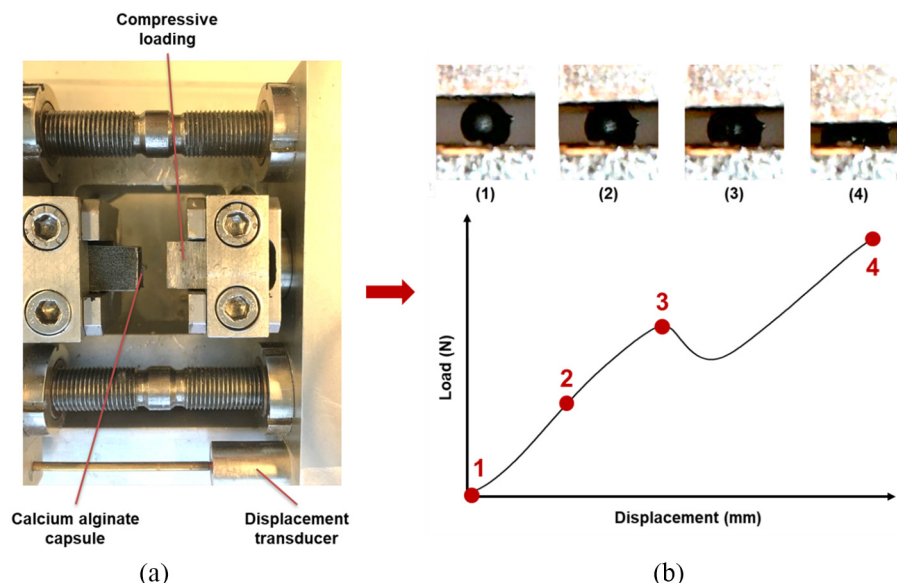 Compressive
loading
Calcium alginate
capsule
Displacement
transducer
(a)
(1)
(2)
(3)
(4)
Load (N)
1
2
3
4
Displacement (mm)
(b)